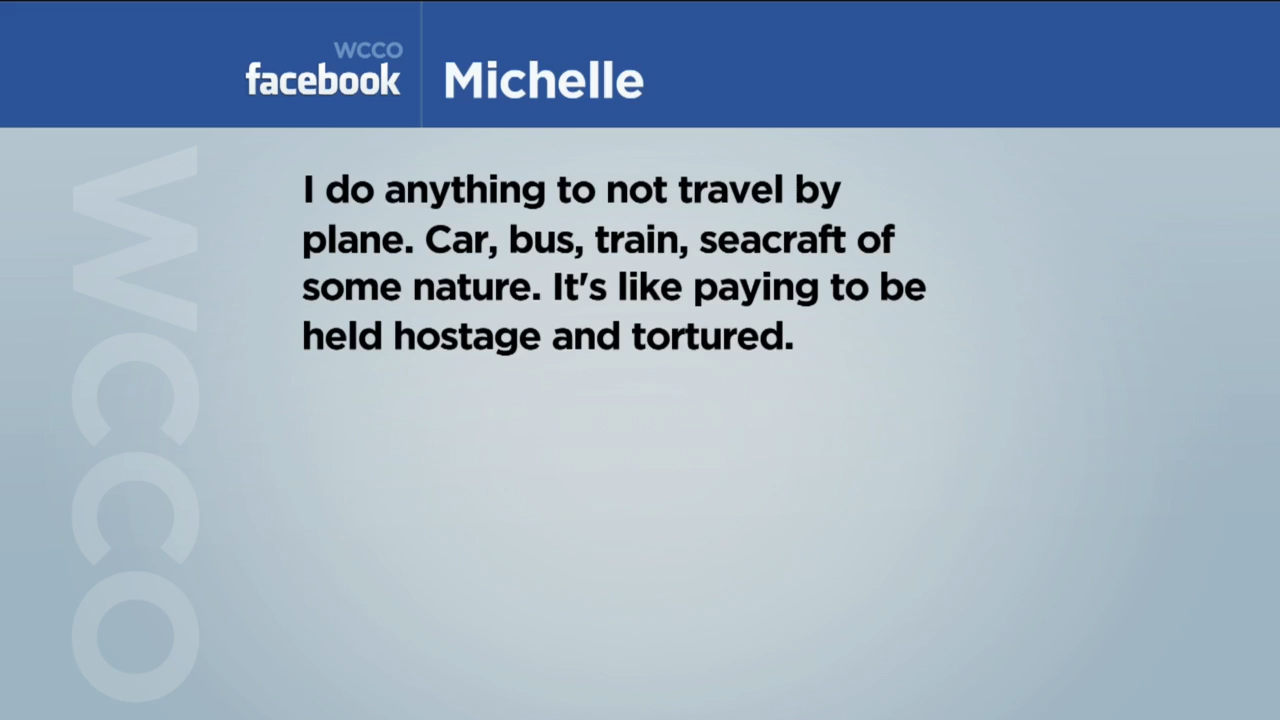 WCCO
facebook
Michelle
I do anything to not travel by
plane. Car, bus, train, seacraft of
some nature. It's like paying to be
held hostage and tortured.
WCCO